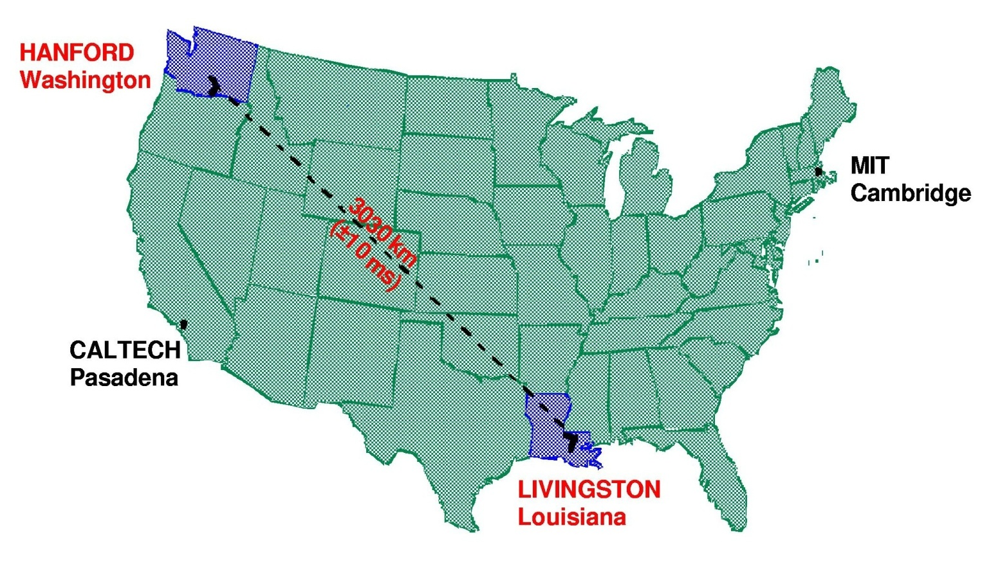 HANFORD
Washington
MIT
Cambridge
3030 km
(±10 ms)
CALTECH
Pasadena
LIVINGSTON
Louisiana